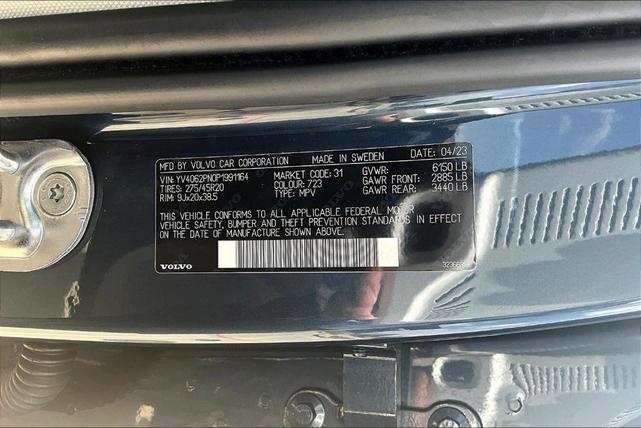 MFD BY VOLVO CAR CORPORATION MADE IN SWEDEN DATE: 04/23
VIN: YV4062PN0P1991164 MARKET CODE: 31 GVWR: 6150 LB
TIRES: 275/45R20 COLOUR: 723 GAWR FRONT: 2885 LB
RIM: 9Jx20x38.5 TYPE: MPV GAWR REAR: 3440 LB
THIS VEHICLE CONFORMS TO ALL APPLICABLE FEDERAL MOTOR
VEHICLE SAFETY, BUMPER AND THEFT PREVENTION STANDARDS IN EFFECT
ON THE DATE OF MANUFACTURE SHOWN ABOVE.
VOLVO